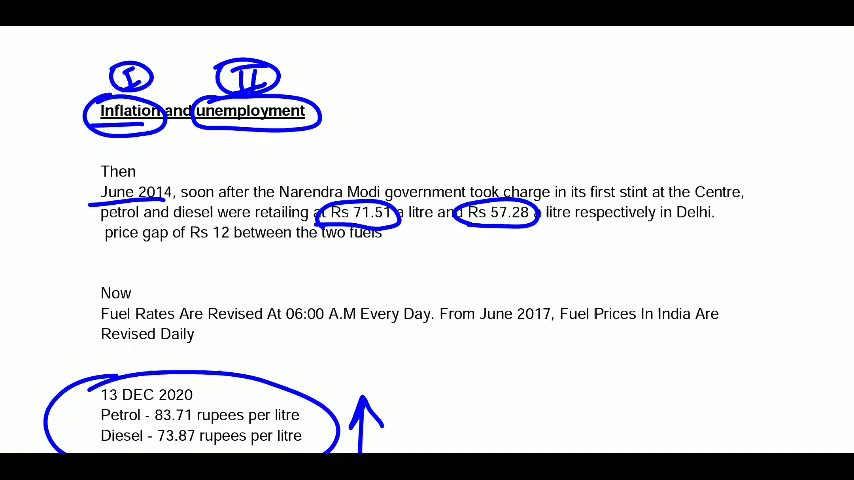 I II
Inflation and unemployment
Then
June 2014, soon after the Narendra Modi government took charge in its first stint at the Centre,
petrol and diesel were retailing at Rs 71.51 a litre and Rs 57.28 a litre respectively in Delhi.
price gap of Rs 12 between the two fuels
Now
Fuel Rates Are Revised At 06:00 A.M Every Day. From June 2017, Fuel Prices In India Are
Revised Daily
13 DEC 2020
Petrol - 83.71 rupees per litre
Diesel - 73.87 rupees per litre